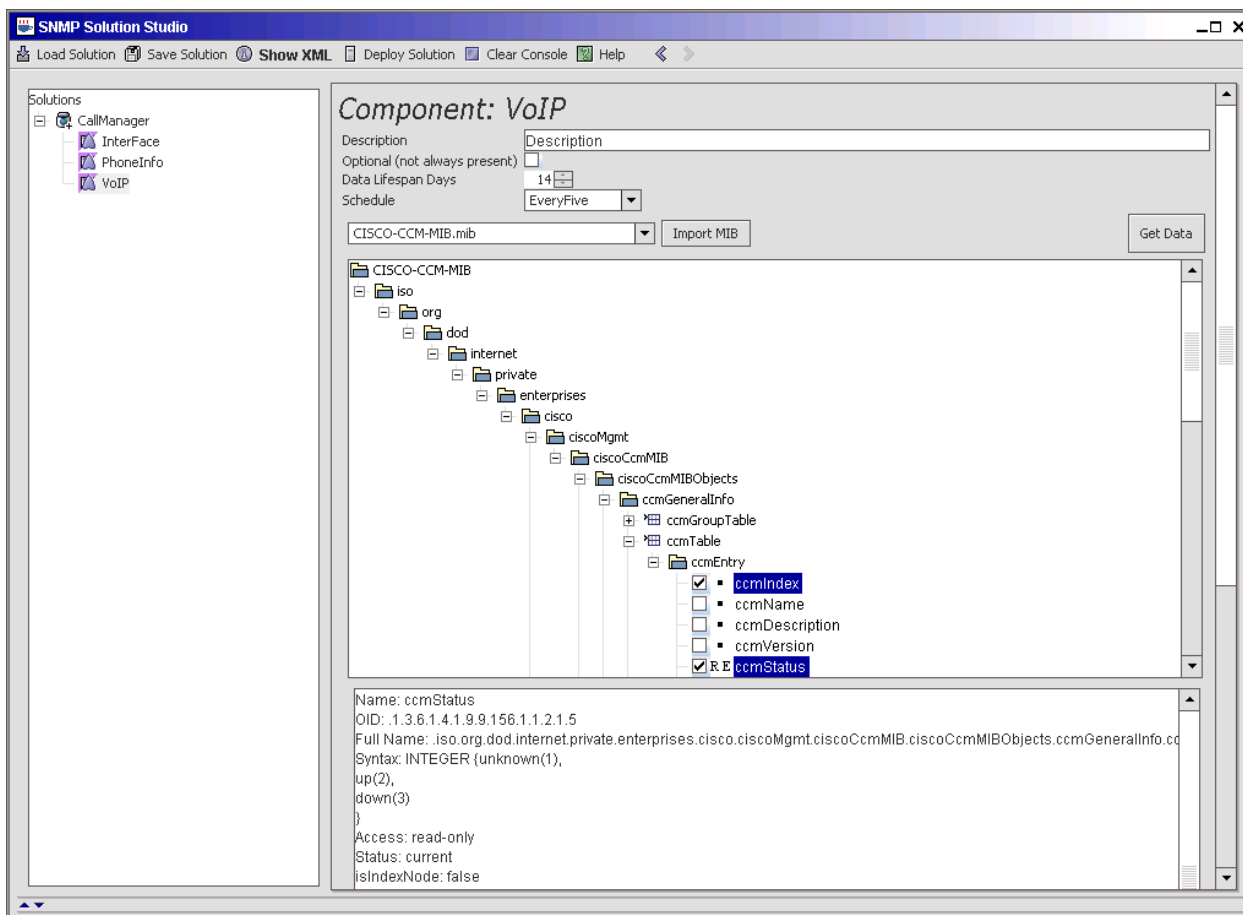 SNMP Solution Studio
Load Solution Save Solution Show XML Deploy Solution Clear Console Help
Solutions
CallManager
InterFace
PhoneInfo
VoIP
Component: VoIP
Description Description
Optional (not always present)
Data Lifespan Days 14
Schedule EveryFive
CISCO-CCM-MIB.mib Import MIB Get Data
CISCO-CCM-MIB
iso
org
dod
internet
private
enterprises
cisco
ciscoMgmt
ciscoCcmMIB
ciscoCcmMIBObjects
ccmGeneralInfo
ccmGroupTable
ccmTable
ccmEntry
ccmIndex
ccmName
ccmDescription
ccmVersion
R E ccmStatus
Name: ccmStatus
OID: .1.3.6.1.4.1.9.9.156.1.1.2.1.5
Full Name: .iso.org.dod.internet.private.enterprises.cisco.ciscoMgmt.ciscoCcmMIB.ciscoCcmMIBObjects.ccmGeneralInfo.cc
Syntax: INTEGER {unknown(1),
up(2),
down(3)
}
Access: read-only
Status: current
isIndexNode: false